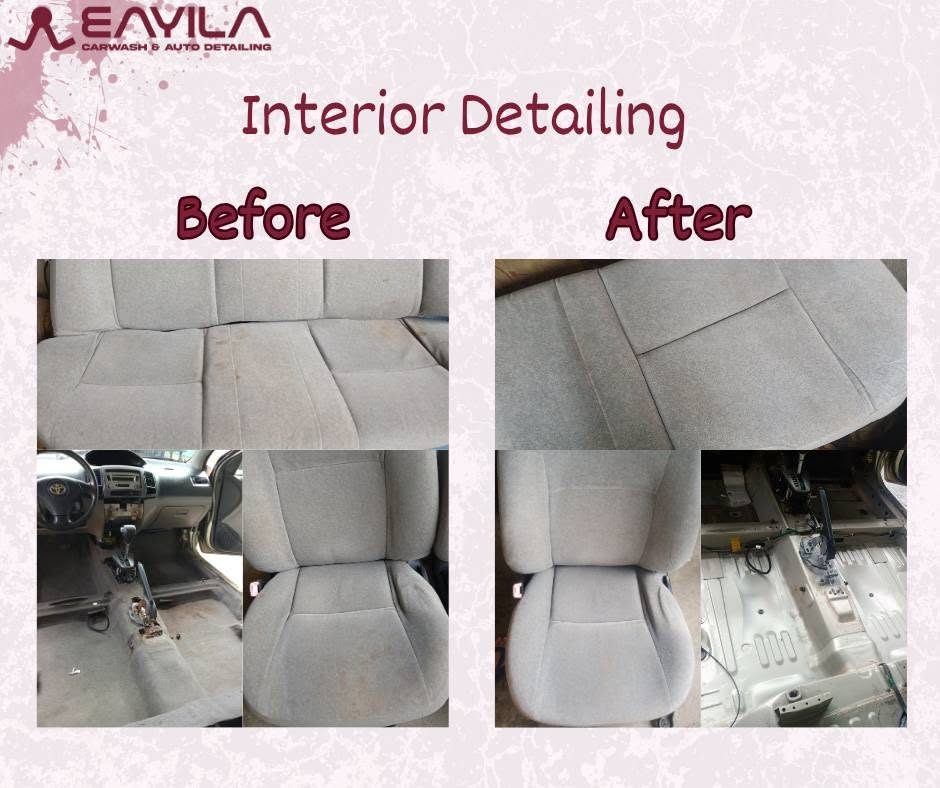 EAYILA
CARWASH & AUTO DETAILING
Interior Detailing
Before
After